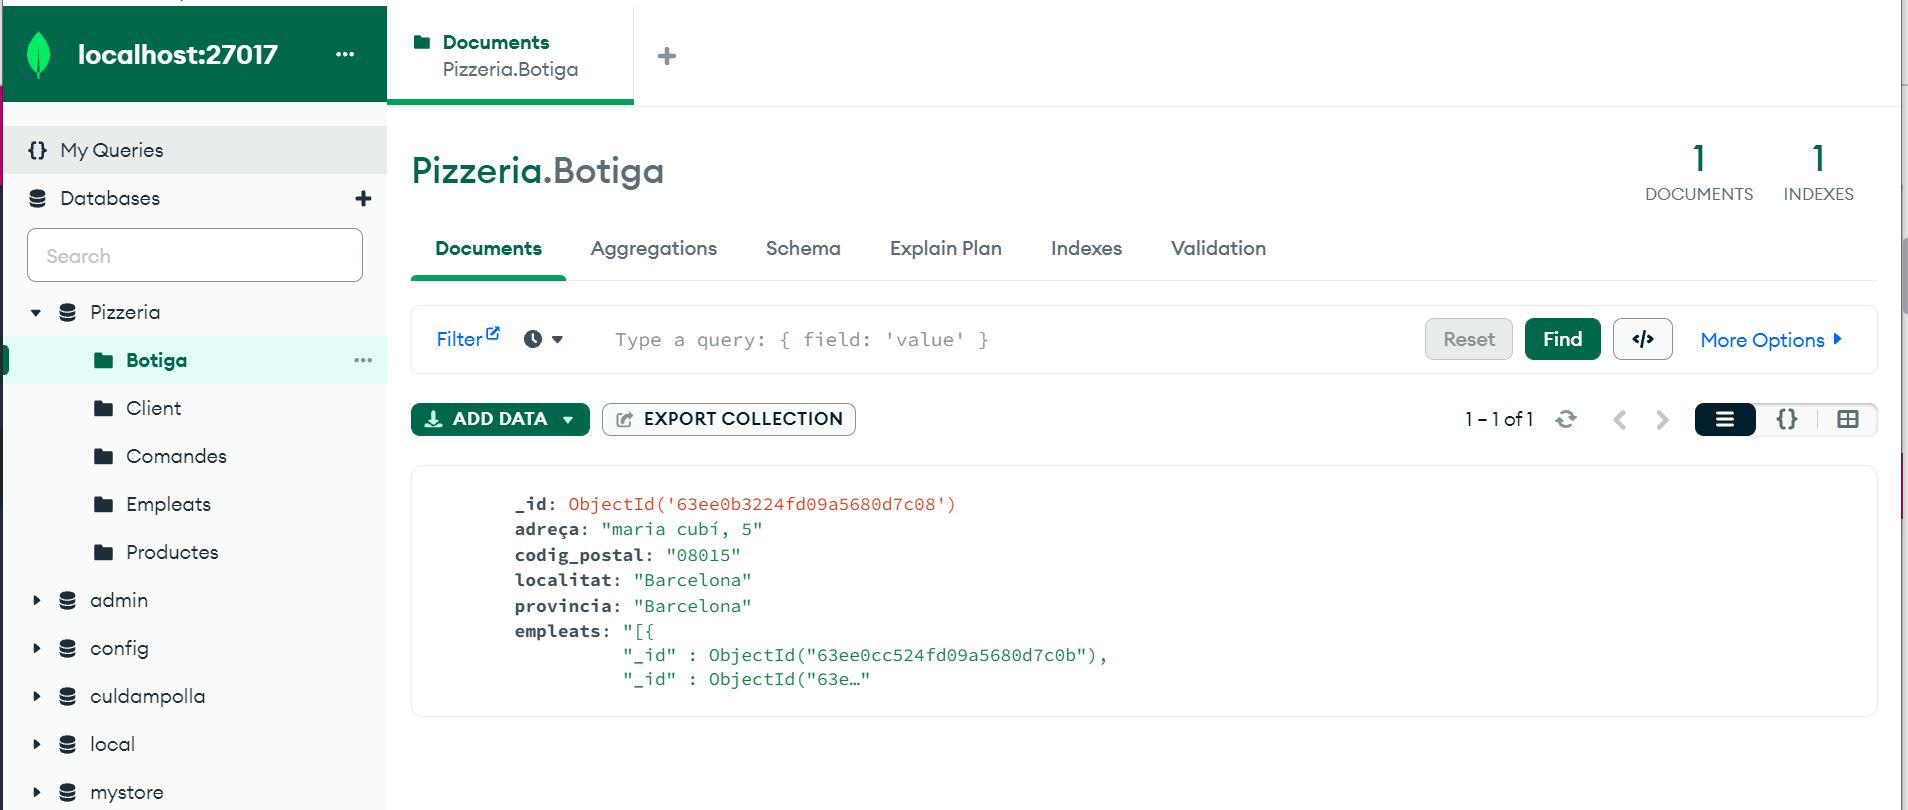 localhost:27017
...
Documents
Pizzeria.Botiga
+
{} My Queries
Databases +
Search
Pizzeria
Botiga ...
Client
Comandes
Empleats
Productes
admin
config
culdampolla
local
mystore
Pizzeria.Botiga
1
DOCUMENTS
1
INDEXES
Documents Aggregations Schema Explain Plan Indexes Validation
Filter Type a query: { field: 'value' } Reset Find </> More Options
ADD DATA EXPORT COLLECTION 1 – 1 of 1 {}
_id: ObjectId('63ee0b3224fd09a5680d7c08')
adreça: "maria cubí, 5"
codig_postal: "08015"
localitat: "Barcelona"
provincia: "Barcelona"
empleats: "[{
"_id" : ObjectId("63ee0cc524fd09a5680d7c0b"),
"_id" : ObjectId("63e…"